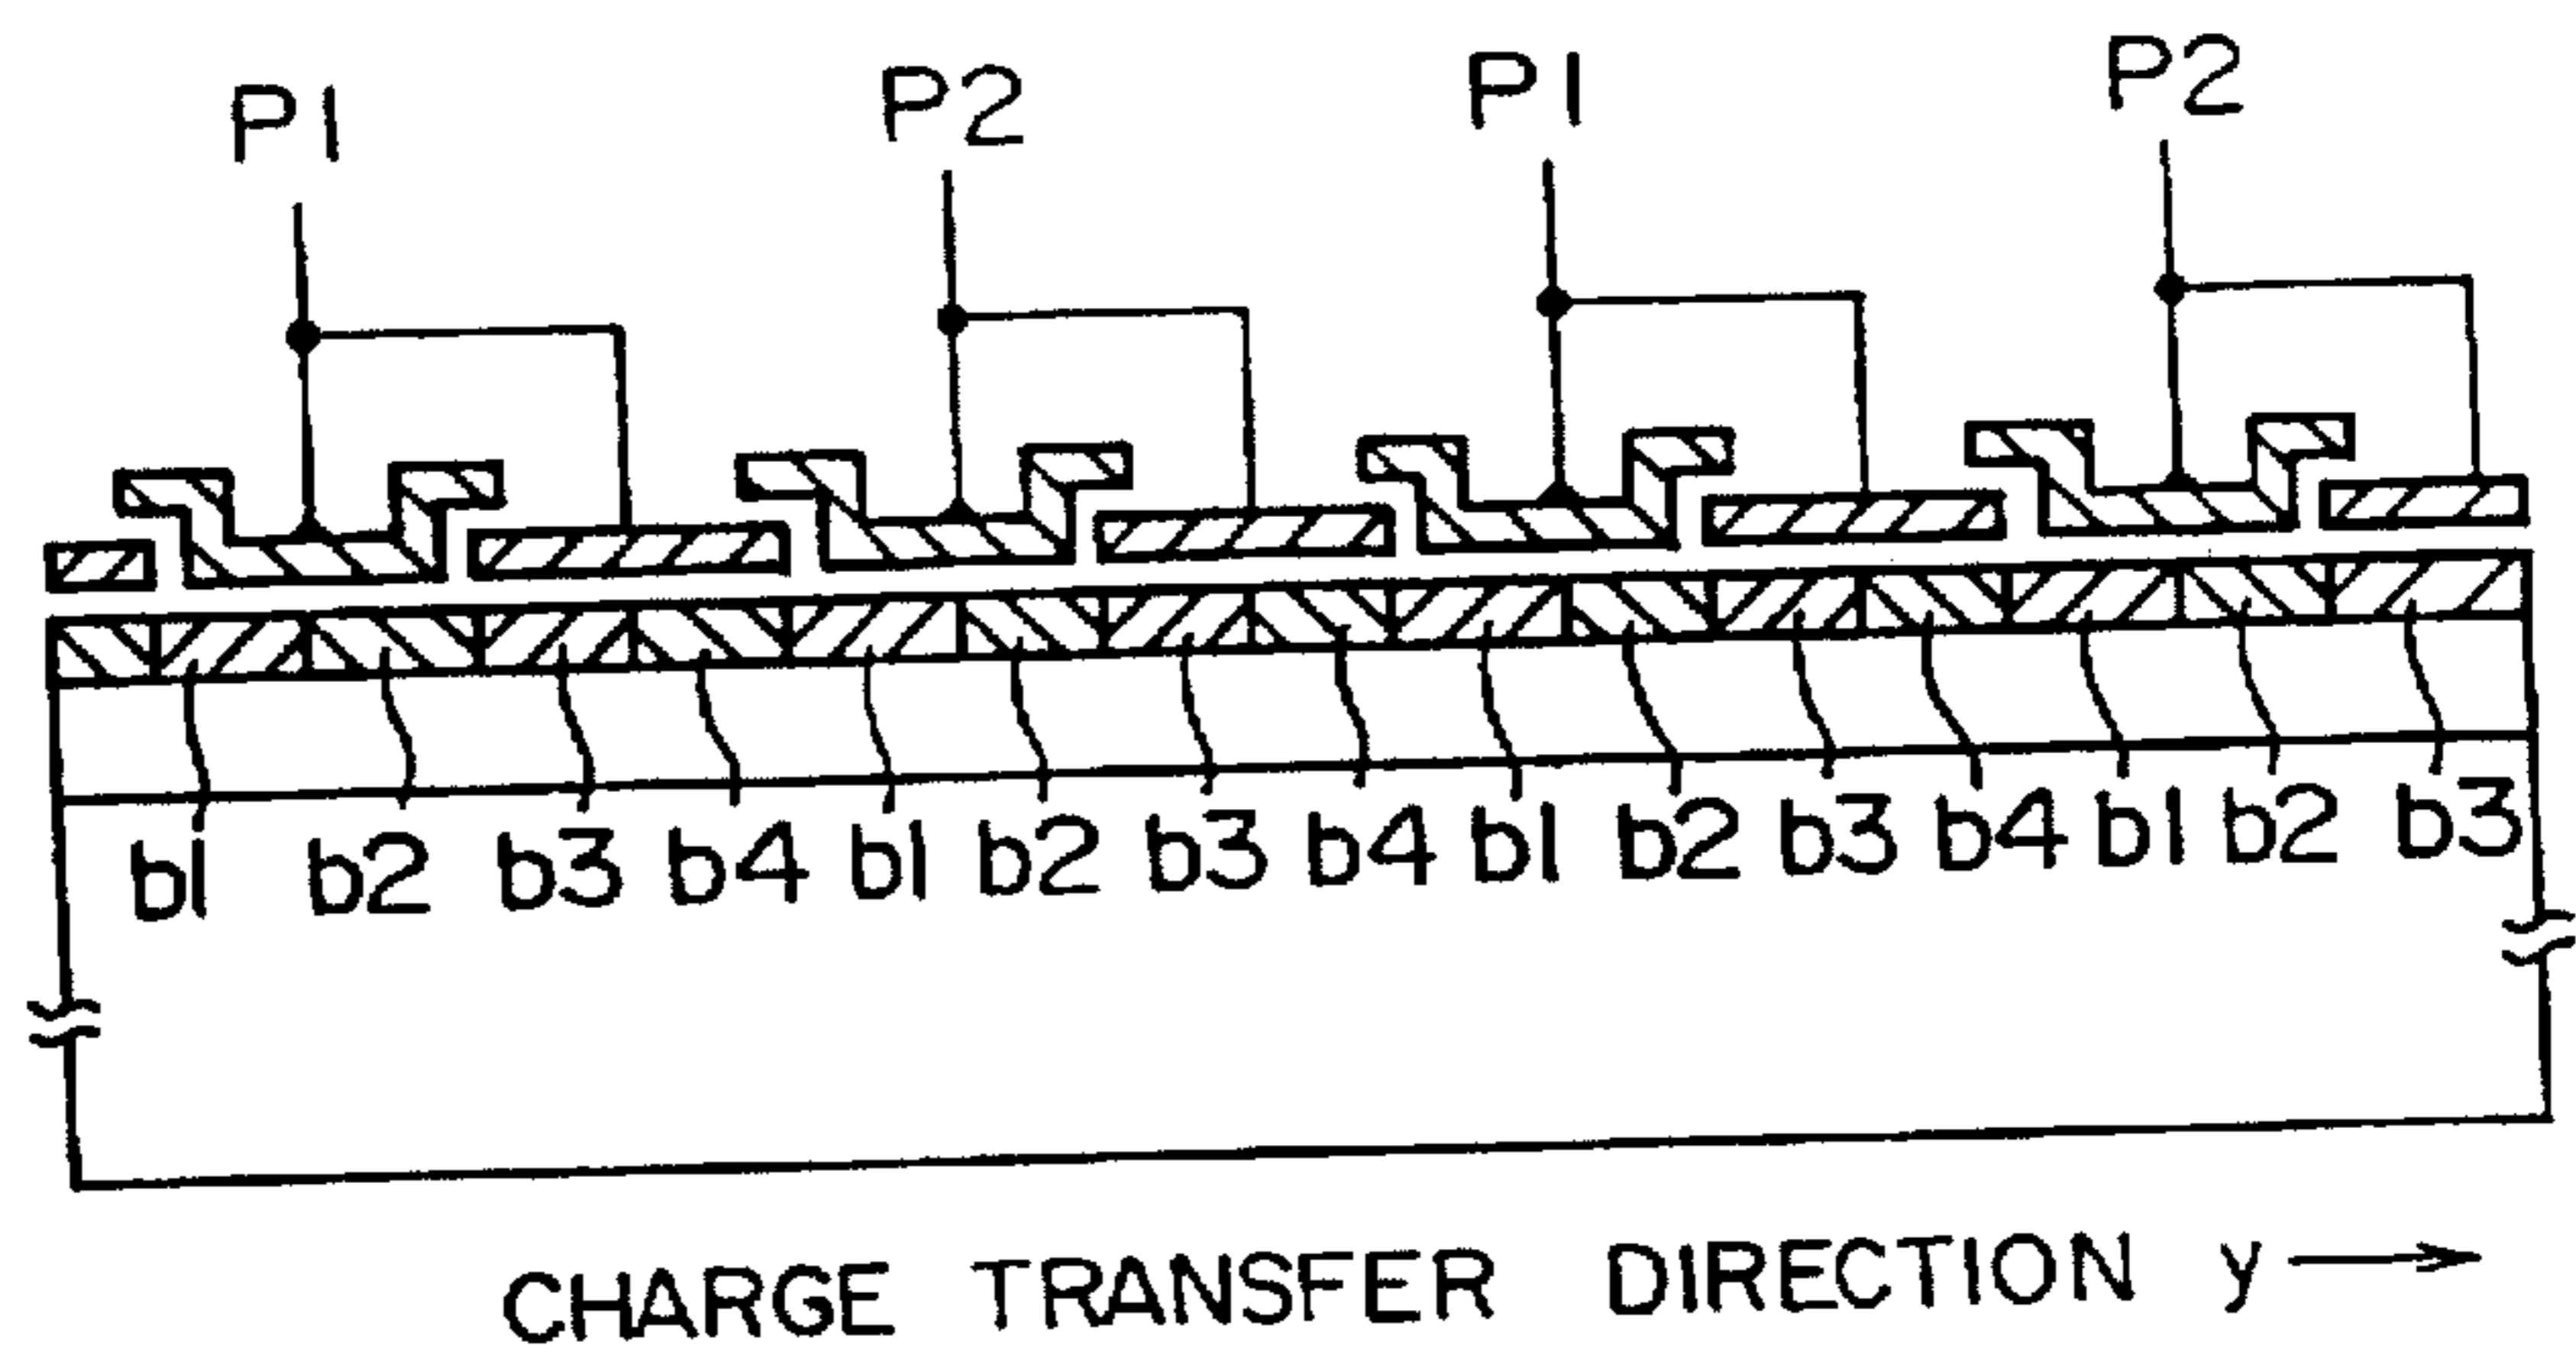 P1 P2 P1 P2
b1 b2 b3 b4 b1 b2 b3 b4 b1 b2 b3 b4 b1 b2 b3
CHARGE TRANSFER DIRECTION y